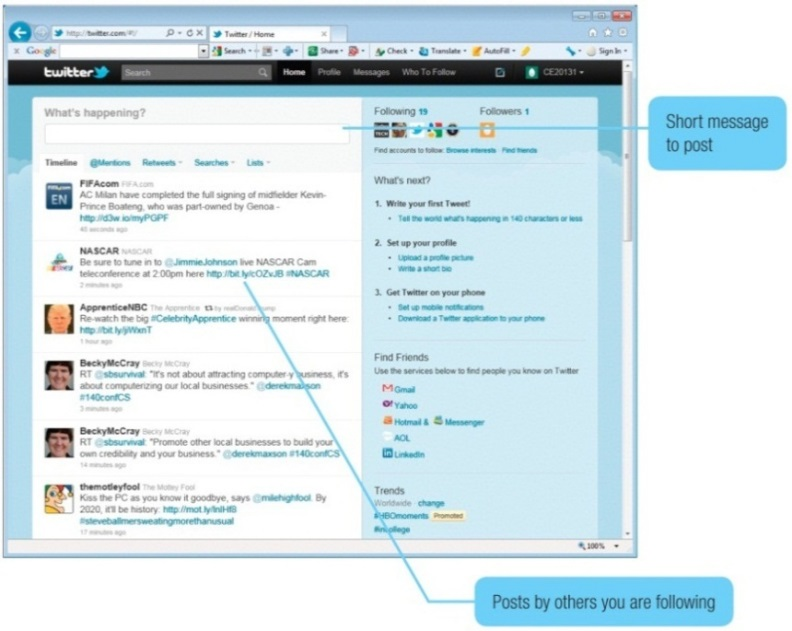 http://twitter.com/#!/
Twitter / Home
x Google
Search
Share
Check
Translate
AutoFill
Sign In
twitter
Search
Home
Profile
Messages
Who To Follow
CE20131
What's happening?
Timeline @Mentions Retweets Searches Lists
FIFAcom FIFA.com
AC Milan have completed the full signing of midfielder Kevin-
Prince Boateng, who was part-owned by Genoa -
http://d3w.io/myPGPF
40 seconds ago
NASCAR NASCAR
Be sure to tune in to @JimmieJohnson live NASCAR Cam
teleconference at 2:00pm here http://bit.ly/cOZvJB #NASCAR
2 minutes ago
ApprenticeNBC The Apprentice by
Re-watch the big #CelebrityApprentice winning moment right here:
http://bit.ly/jiWxnT
1 hour ago
BeckyMcCray Becky McCray
RT @sbsurvival: "It's not about attracting computer-y business, it's
about computerizing our local businesses." @derekmaxson
#140confCS
3 minutes ago
BeckyMcCray Becky McCray
RT @sbsurvival: "Promote other local businesses to build your
own credibility and your business." @derekmaxson #140confCS
14 minutes ago
themotleyfool The Motley Fool
Kiss the PC as you know it goodbye, says @milehighfool. By
2020, it'll be history:
#steveballmersweatingmorethanusual
17 minutes ago
Following 19
Followers 1
EN
Find accounts to follow: Browse interests Find friends
What's next?
1. Write your first Tweet!
• Tell the world what's happening in 140 characters or less
2. Set up your profile
• Upload a profile picture
• Write a short bio
3. Get Twitter on your phone
• Set up mobile notifications
• Download a Twitter application to your phone
Find Friends
Use the services below to find people you know on Twitter
Gmail
Yahoo
Hotmail & Messenger
AOL
LinkedIn
Trends
Worldwide · change
#HBOmoments Promoted
100%
Short message
to post
Posts by others you are following